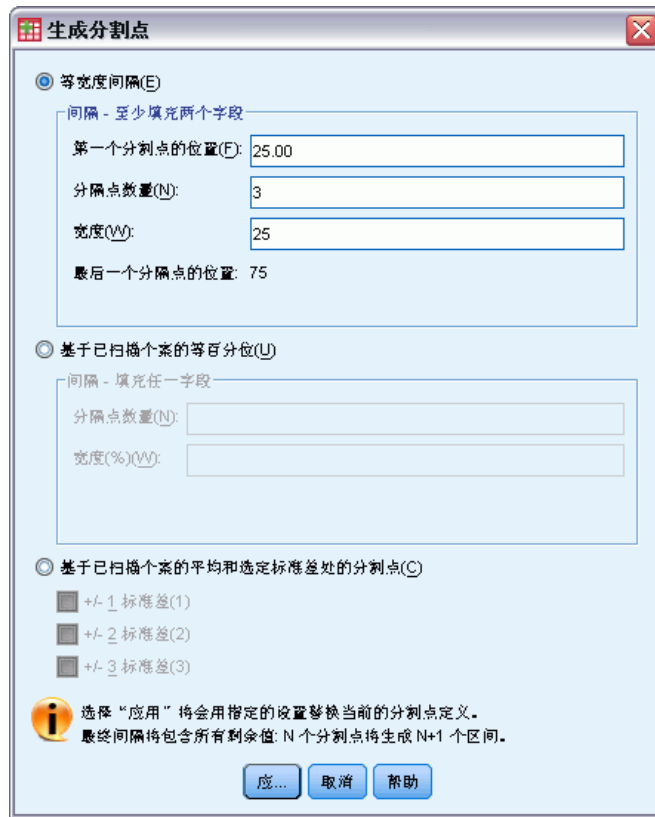 生成分割点
等宽度间隔(E)
间隔 - 至少填充两个字段
第一个分割点的位置(F): 25.00
分隔点数量(N): 3
宽度(W): 25
最后一个分隔点的位置: 75
基于已扫描个案的等百分位(U)
间隔 - 填充任一字段
分隔点数量(N):
宽度(%)(W):
基于已扫描个案的平均和选定标准差处的分割点(C)
+/- 1 标准差(1)
+/- 2 标准差(2)
+/- 3 标准差(3)
选择“应用”将会用指定的设置替换当前的分割点定义。
最终间隔将包含所有剩余值: N 个分割点将生成 N+1 个区间。
应... 取消 帮助